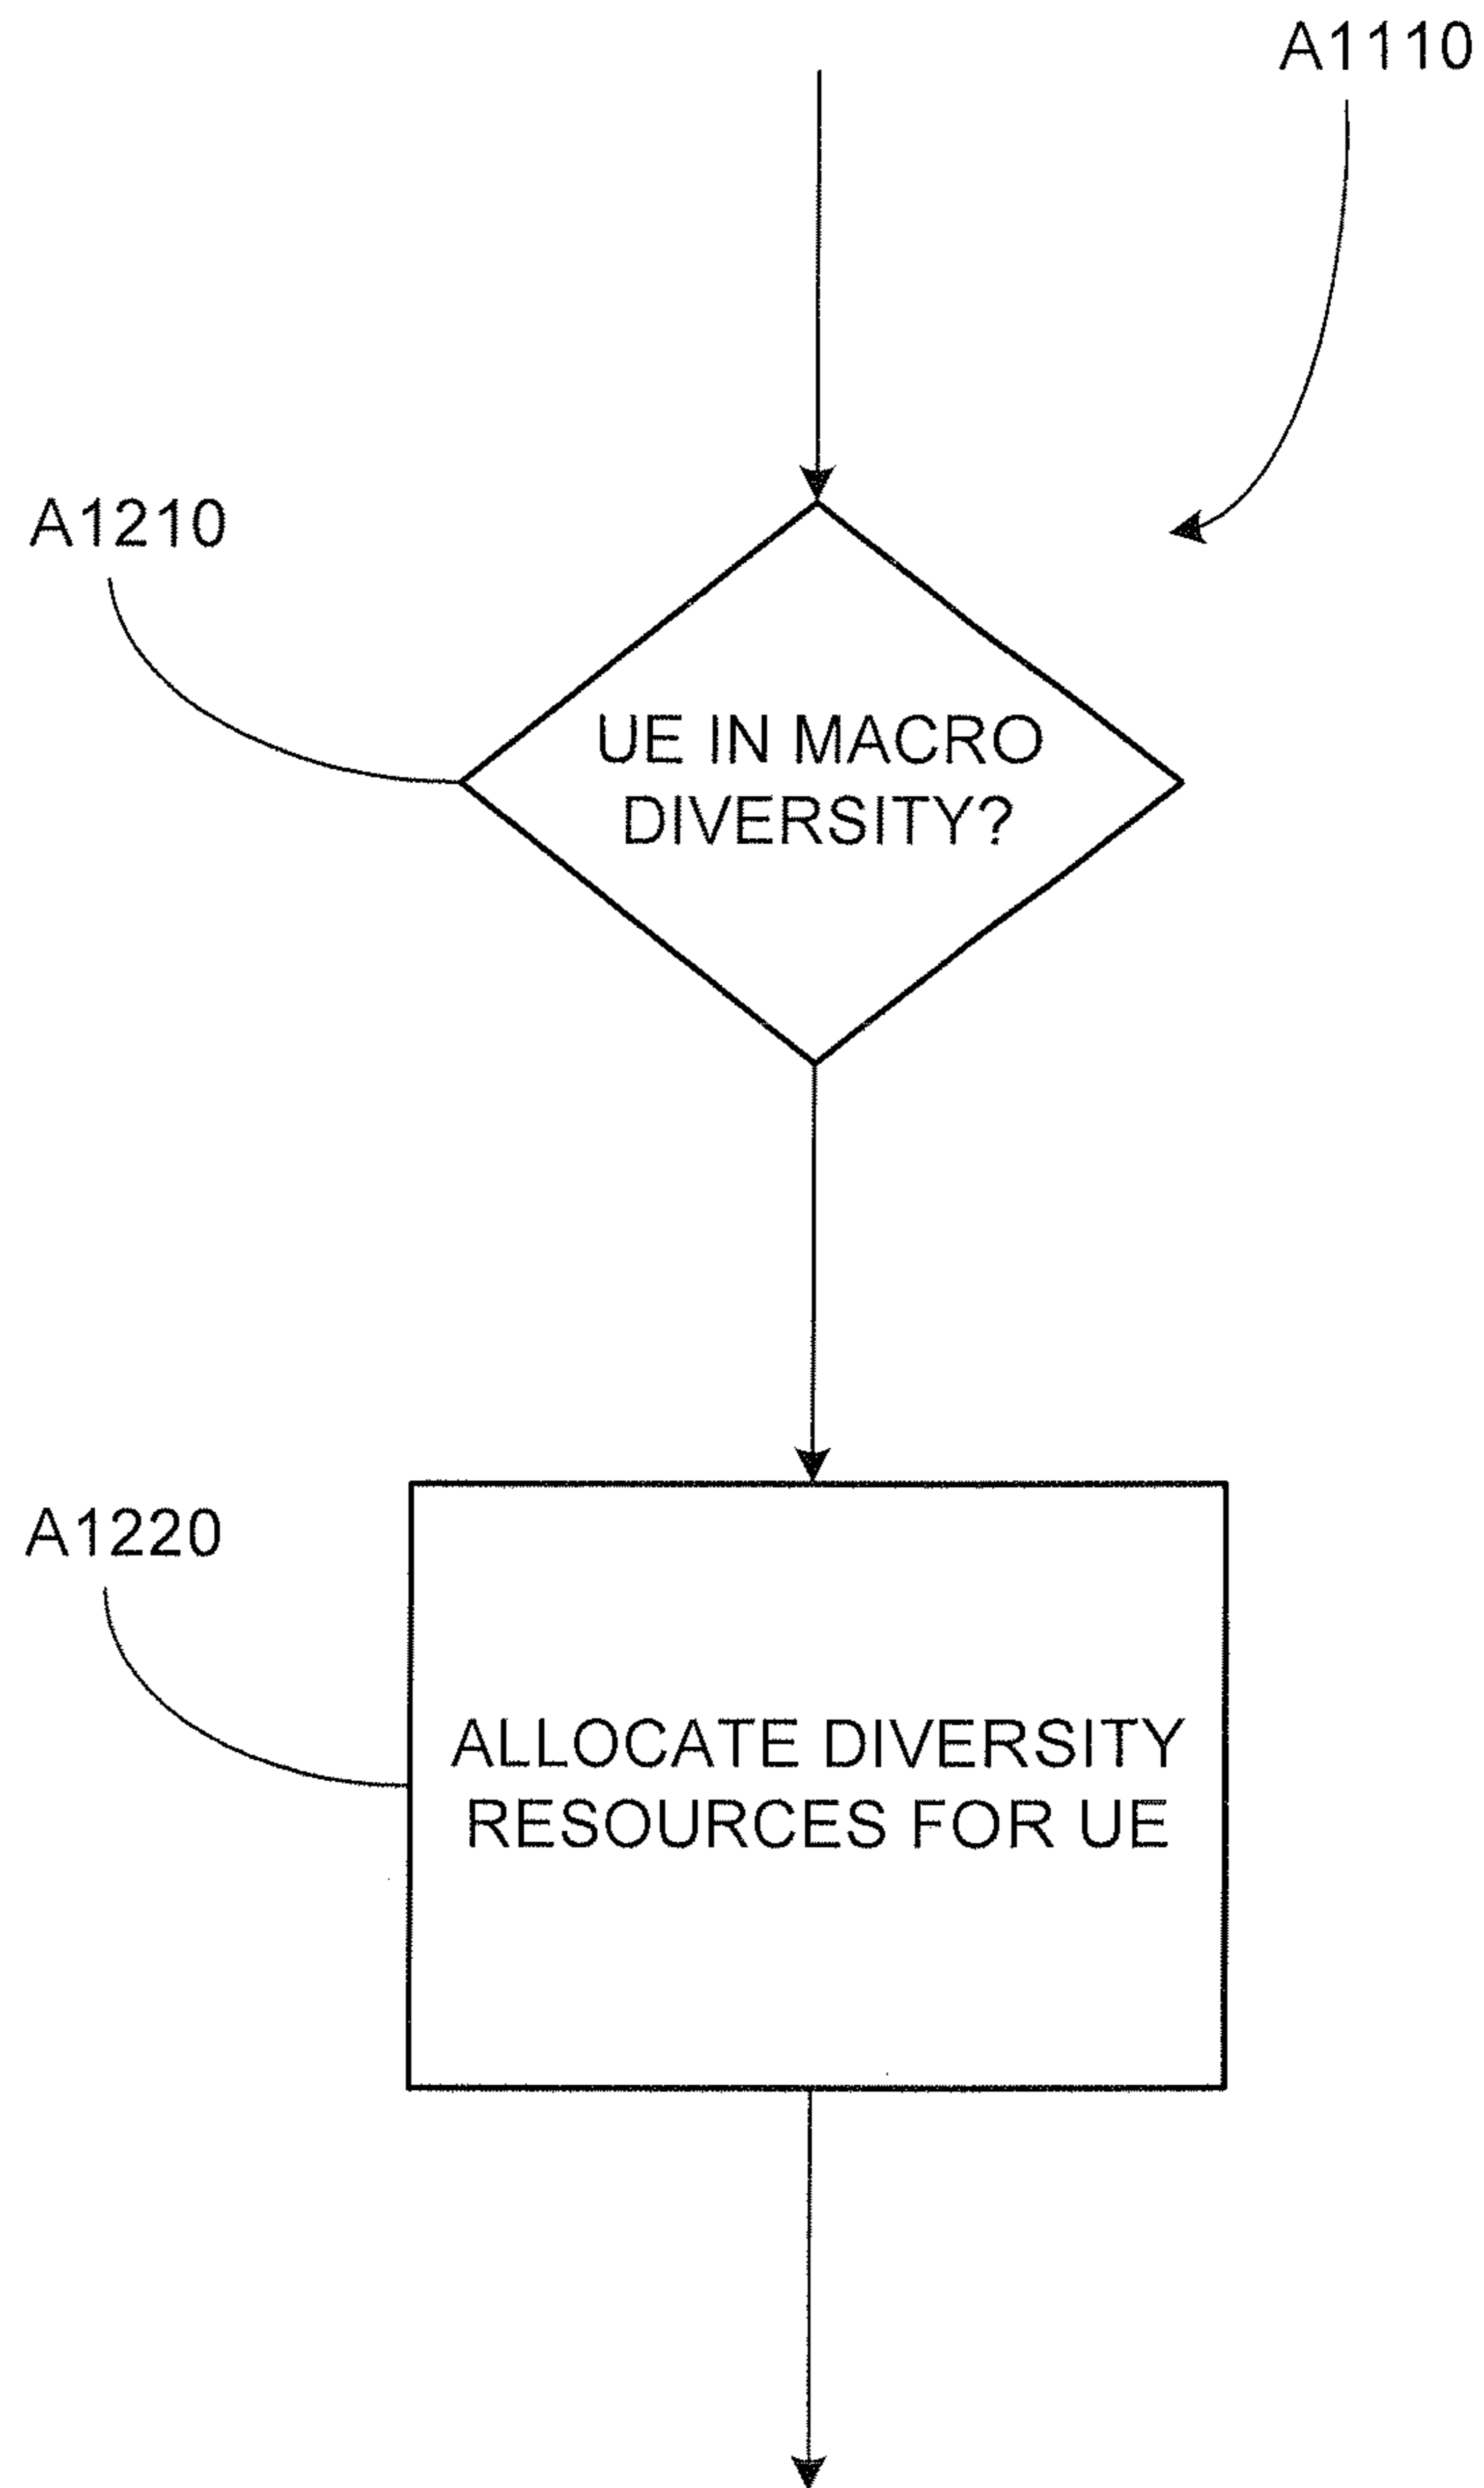 A1110
A1210
UE IN MACRO
DIVERSITY?
A1220
ALLOCATE DIVERSITY
RESOURCES FOR UE